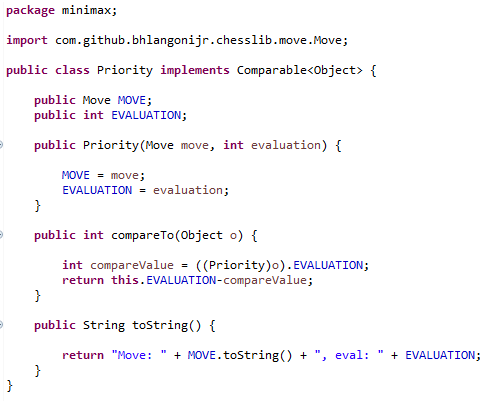 package minimax;
import com.github.bhlangonijr.chesslib.move.Move;
public class Priority implements Comparable<Object> {
public Move MOVE;
public int EVALUATION;
public Priority(Move move, int evaluation) {
MOVE = move;
EVALUATION = evaluation;
}
public int compareTo(Object o) {
int compareValue = ((Priority)o).EVALUATION;
return this.EVALUATION-compareValue;
}
public String toString() {
return "Move: " + MOVE.toString() + ", eval: " + EVALUATION;
}
}